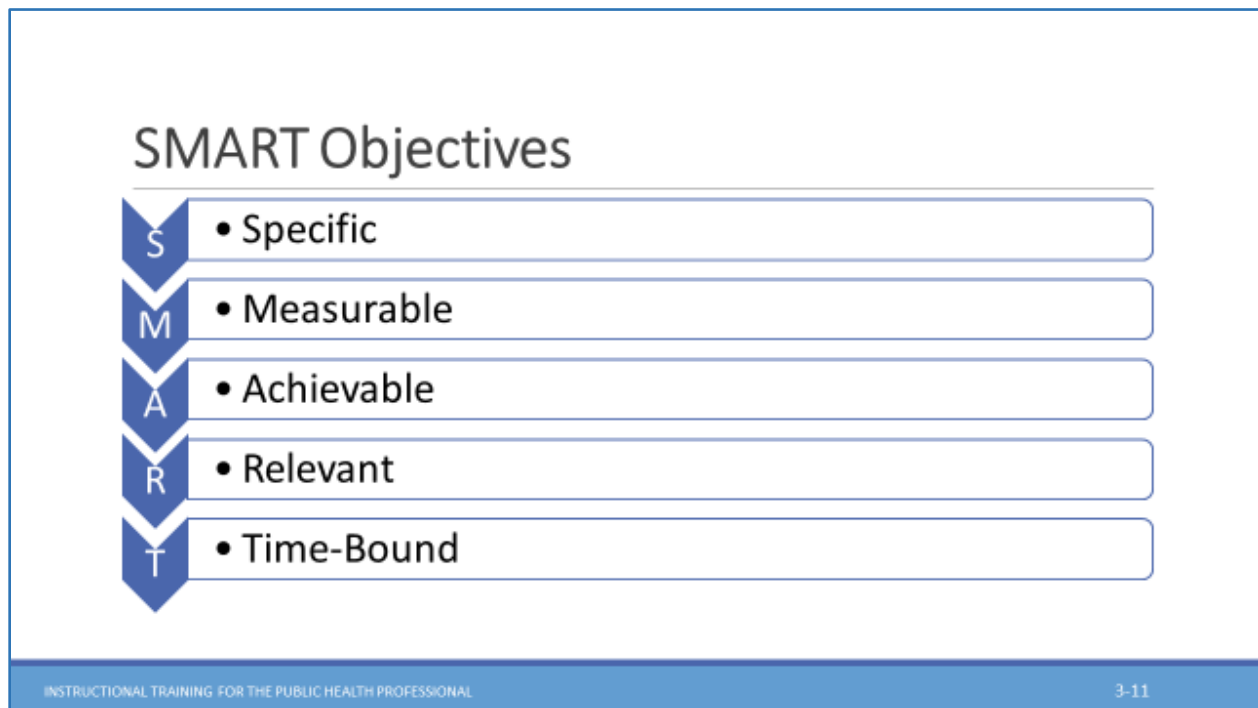 SMART Objectives
S • Specific
M • Measurable
A • Achievable
R • Relevant
T • Time-Bound
INSTRUCTIONAL TRAINING FOR THE PUBLIC HEALTH PROFESSIONAL 3-11